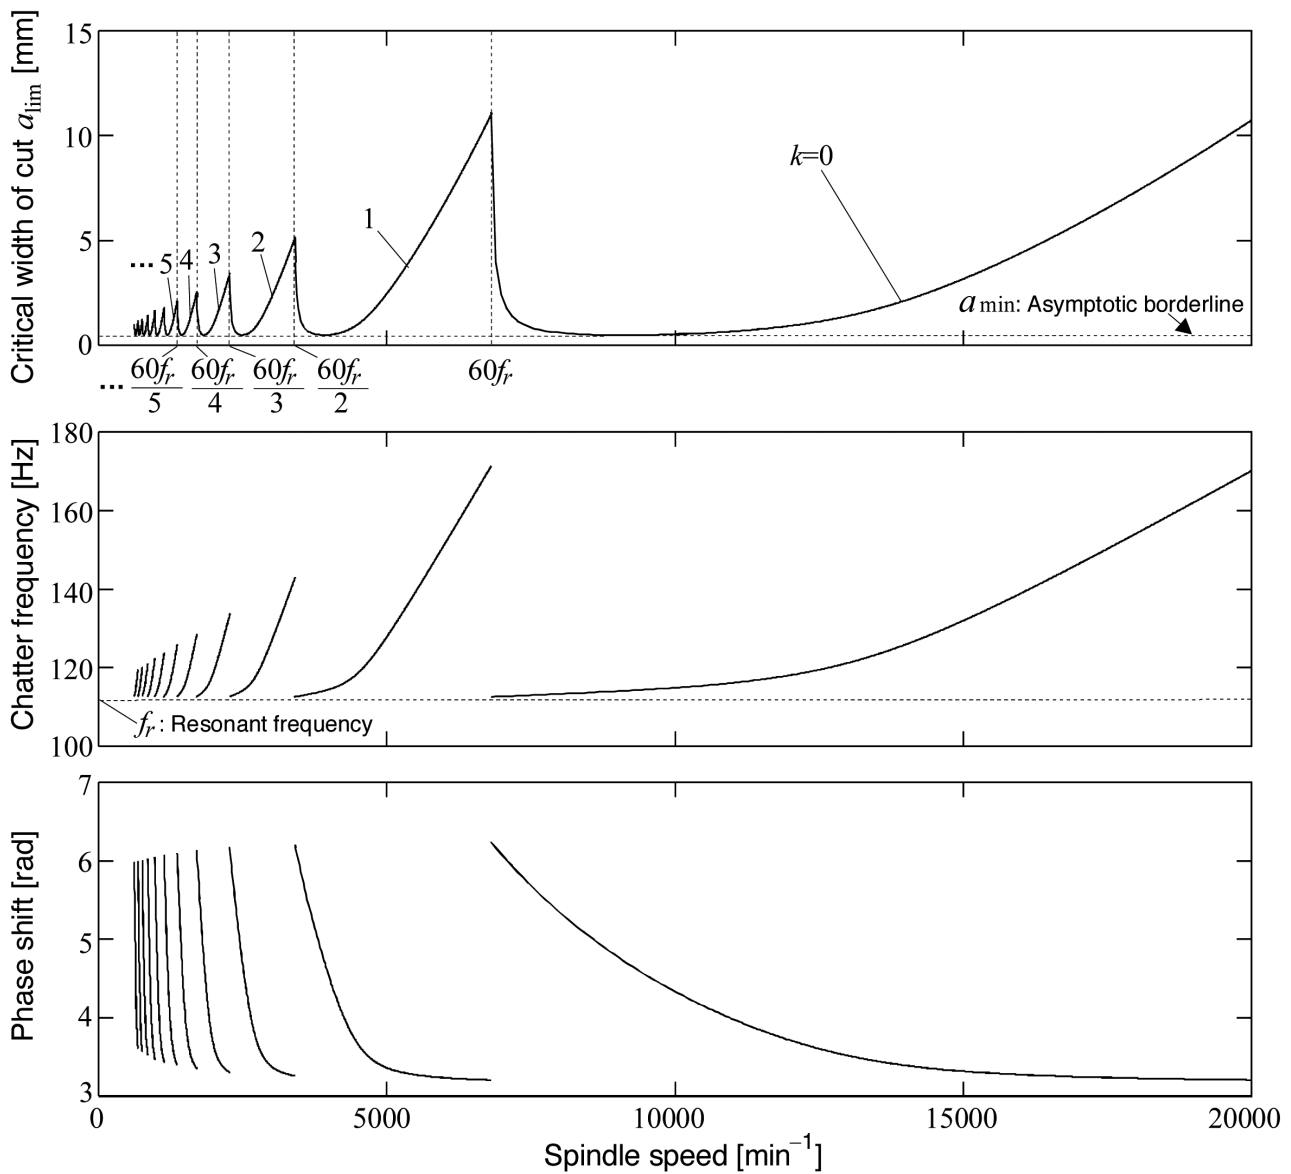 Critical width of cut a_lim [mm]
15
10
5
0
... 5 4 3 2 1 k=0
a min: Asymptotic borderline
... 60f_r/5 60f_r/4 60f_r/3 60f_r/2 60f_r
Chatter frequency [Hz]
180
160
140
120
100
f_r: Resonant frequency
Phase shift [rad]
7
6
5
4
3
0 5000 10000 15000 20000
Spindle speed [min⁻¹]